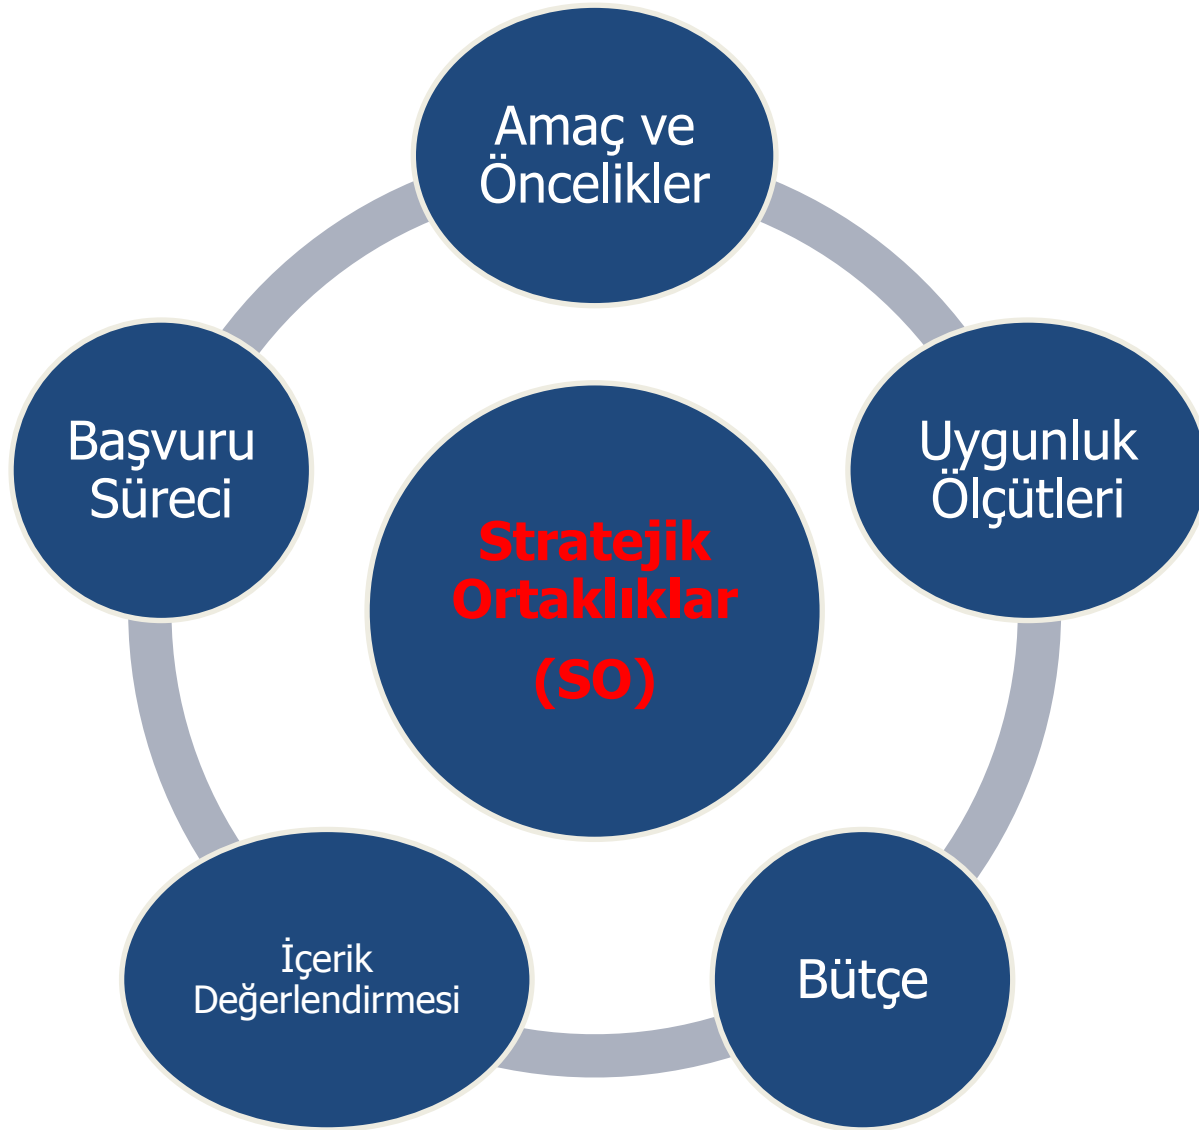 Amaç ve
Öncelikler
Uygunluk
Ölçütleri
Bütçe
İçerik
Değerlendirmesi
Başvuru
Süreci
Stratejik
Ortaklıklar
(SO)